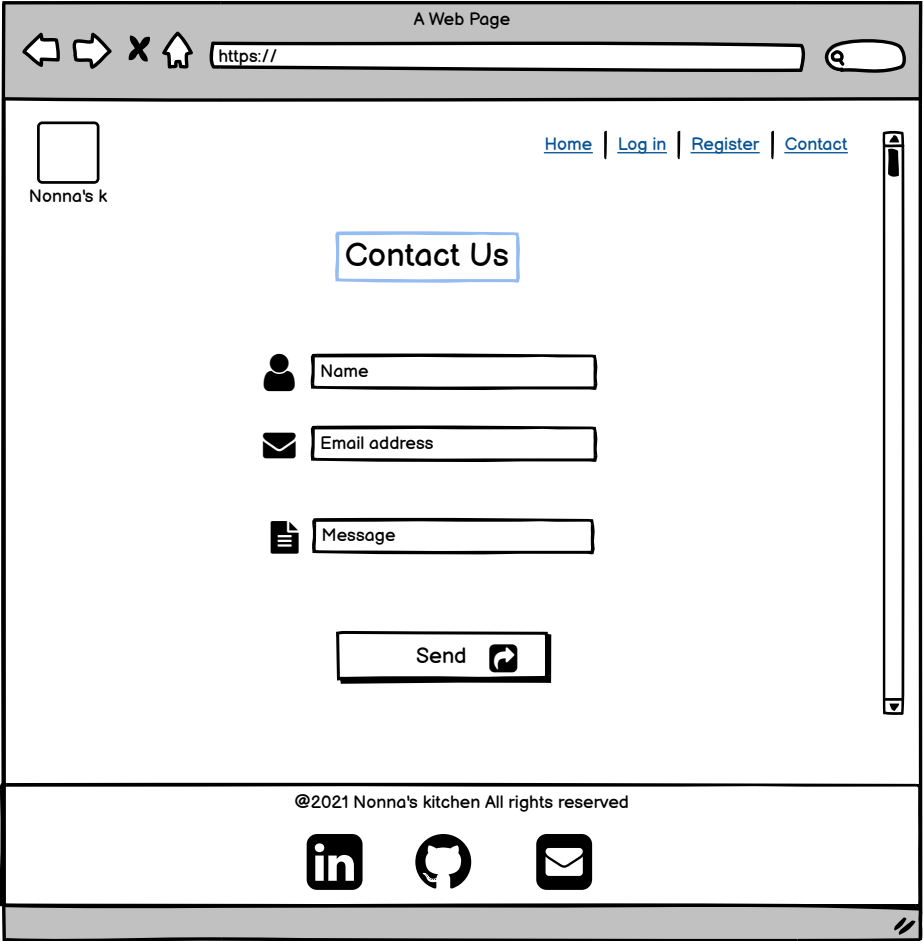 A Web Page
https://
Home Log in Register Contact
Nonna's k
Contact Us
Name
Email address
Message
Send
@2021 Nonna's kitchen All rights reserved
in